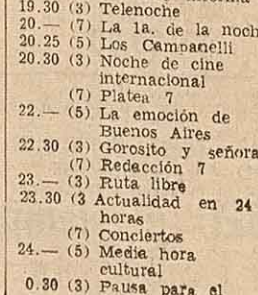 19.30 (3) Telenoche
20.— (7) La 1a. de la noch
20.25 (5) Los Campanelli
20.30 (3) Noche de cine
internacional
(7) Platea 7
22.— (5) La emoción de
Buenos Aires
22.30 (3) Gorosito y señora
(7) Redacción 7
23.— (3) Ruta libre
23.30 (3 Actualidad en 24
horas
(7) Conciertos
24.— (5) Media hora
cultural
0.30 (3) Pausa para el